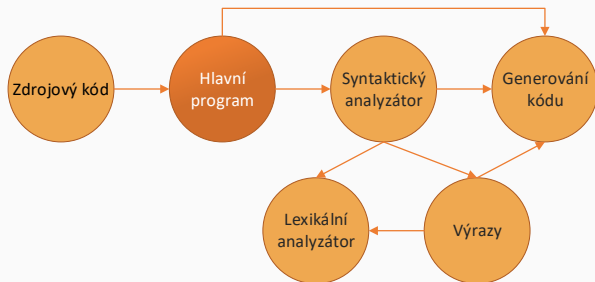 Zdrojový kód
Hlavní
program
Syntaktický
analyzátor
Generování
kódu
Lexikální
analyzátor
Výrazy